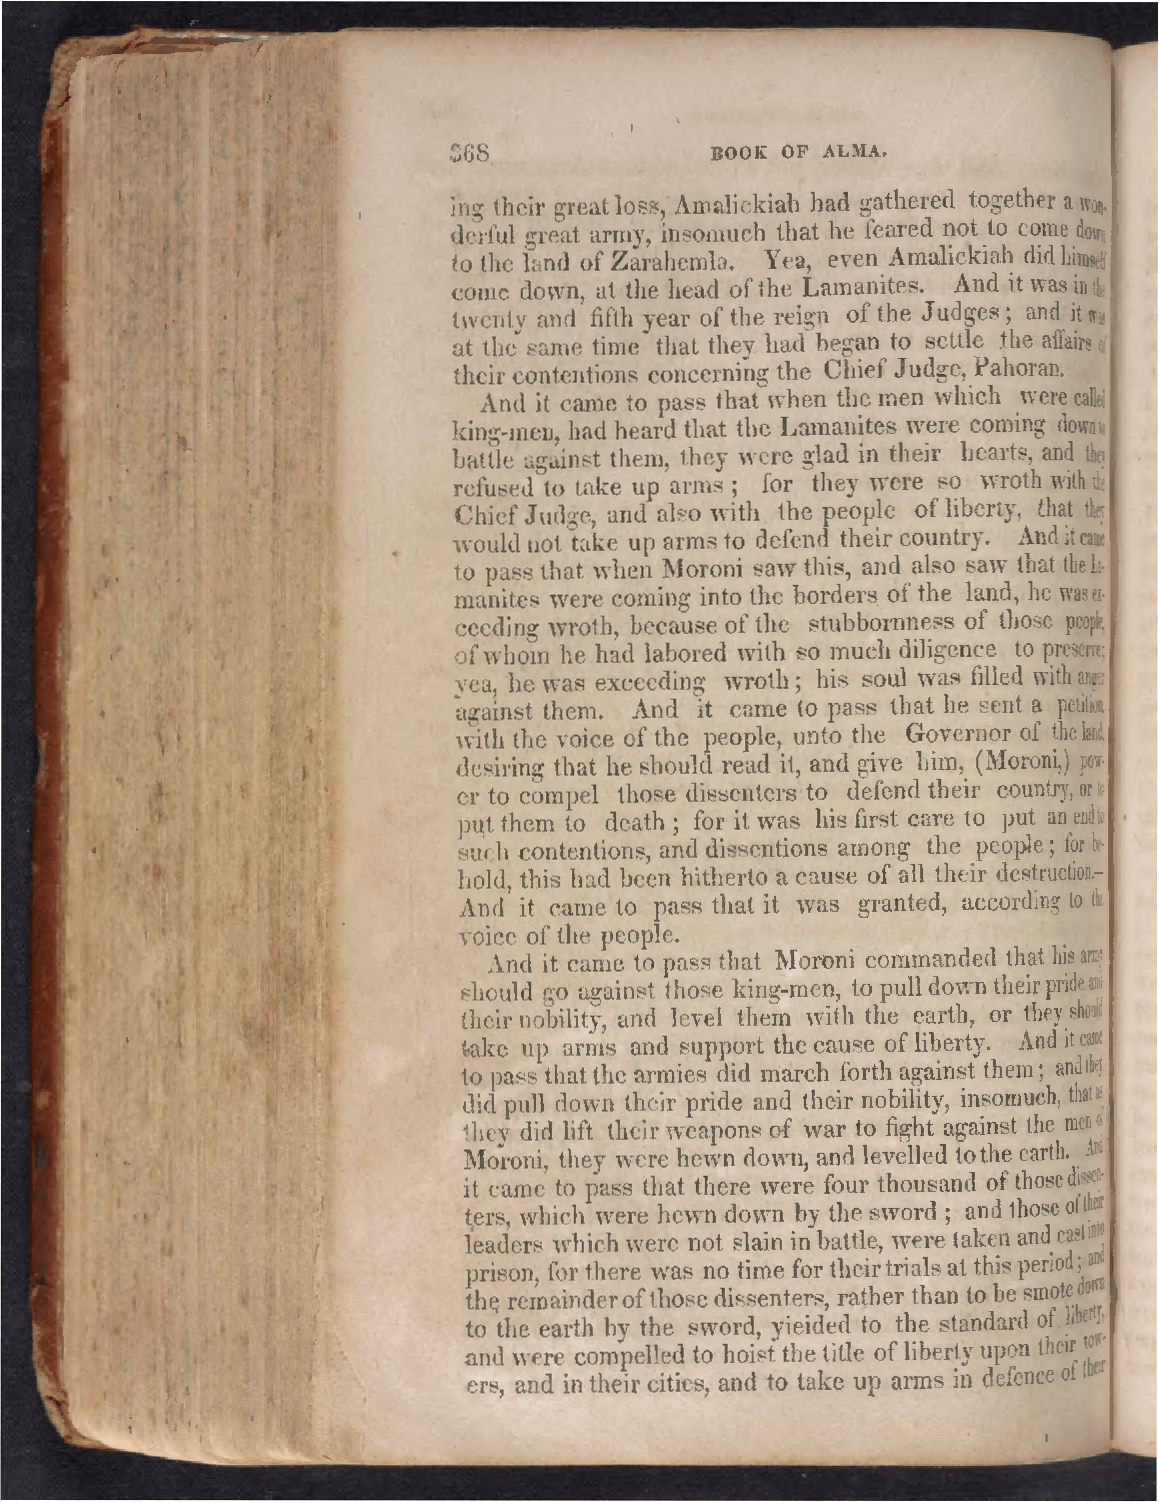 368 BOOK OF ALMA.
ing their great loss, Amalickiah had gathered together a won-
derful great army, insomuch that he feared not to come down
to the land of Zarahemla. Yea, even Amalickiah did himself
come down, at the head of the Lamanites. And it was in the
twenty and fifth year of the reign of the Judges; and it was
at the same time that they had began to settle the affairs of
their contentions concerning the Chief Judge, Pahoran.
And it came to pass that when the men which were called
king-men, had heard that the Lamanites were coming down to
battle against them, they were glad in their hearts, and they
refused to take up arms; for they were so wroth with the
Chief Judge, and also with the people of liberty, that they
would not take up arms to defend their country. And it came
to pass that when Moroni saw this, and also saw that the La-
manites were coming into the borders of the land, he was ex-
ceeding wroth, because of the stubbornness of those people,
of whom he had labored with so much diligence to preserve;
yea, he was exceeding wroth; his soul was filled with anger
against them. And it came to pass that he sent a petition,
with the voice of the people, unto the Governor of the land,
desiring that he should read it, and give him, (Moroni,) pow-
er to compel those dissenters to defend their country, or to
put them to death; for it was his first care to put an end to
such contentions, and dissentions among the people; for be-
hold, this had been hitherto a cause of all their destruction.—
And it came to pass that it was granted, according to the
voice of the people.
And it came to pass that Moroni commanded that his army
should go against those king-men, to pull down their pride and
their nobility, and level them with the earth, or they should
take up arms and support the cause of liberty. And it came
to pass that the armies did march forth against them; and they
did pull down their pride and their nobility, insomuch, that as
they did lift their weapons of war to fight against the men of
Moroni, they were hewn down, and levelled to the earth. And
it came to pass that there were four thousand of those dissen-
ters, which were hewn down by the sword; and those of their
leaders which were not slain in battle, were taken and cast into
prison, for there was no time for their trials at this period; and
the remainder of those dissenters, rather than to be smote down
to the earth by the sword, yieided to the standard of liberty,
and were compelled to hoist the title of liberty upon their tow-
ers, and in their cities, and to take up arms in defence of their